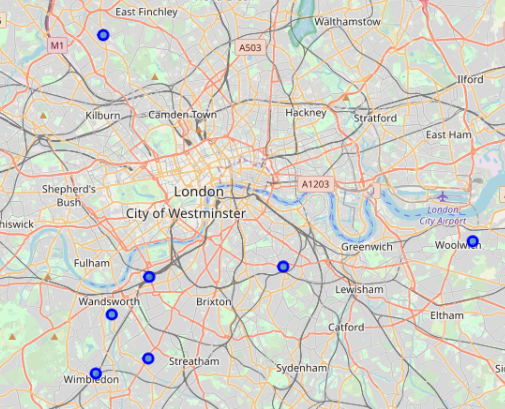 East Finchley
Walthamstow
M1
A503
Ilford
Kilburn
Camden Town
Hackney
Stratford
East Ham
Shepherd's
Bush
London
A1203
City of Westminster
London
City Airport
Greenwich
Woolwich
Fulham
Wandsworth
Brixton
Lewisham
Eltham
Catford
Streatham
Sydenham
Wimbledon